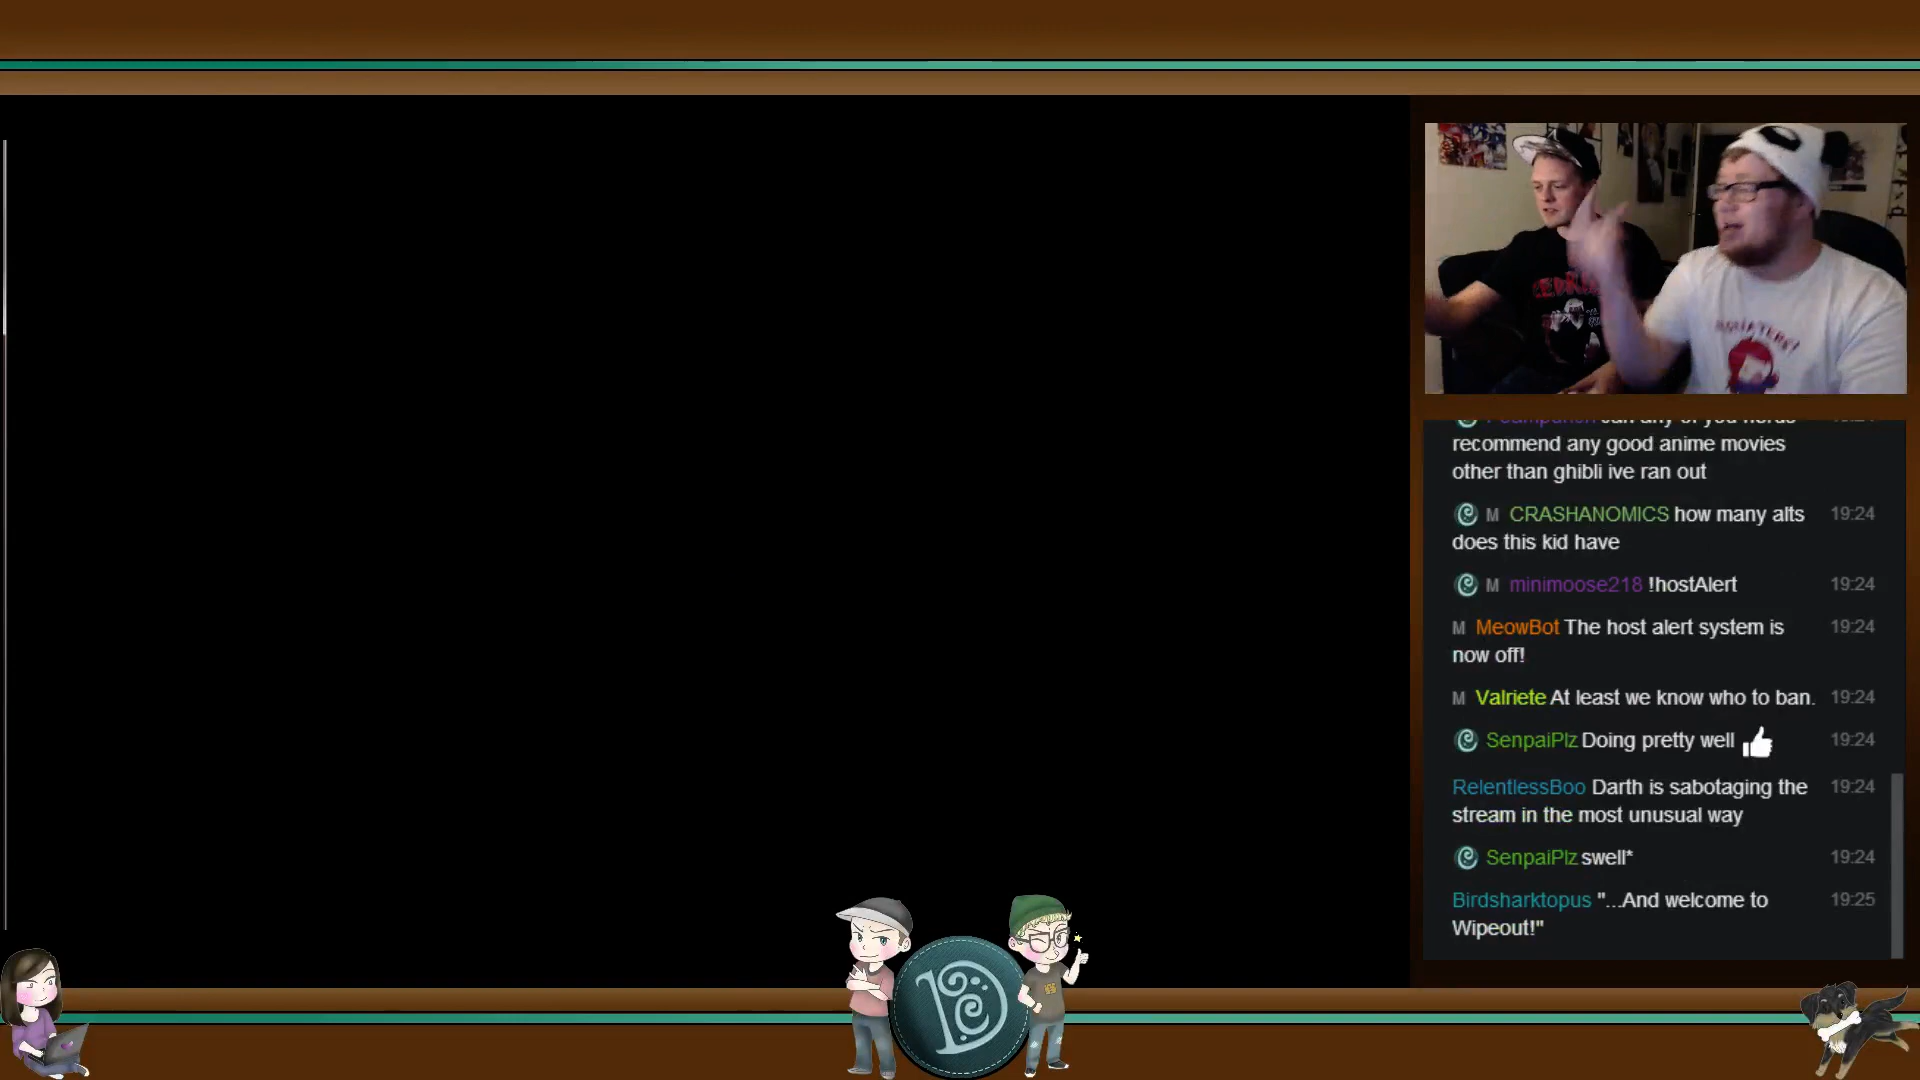 recommend any good anime movies
other than ghibli ive ran out
M CRASHANOMICS how many alts 19:24
does this kid have
M minimoose218 !hostAlert 19:24
M MeowBot The host alert system is 19:24
now off!
M Valriete At least we know who to ban. 19:24
SenpaiPlz Doing pretty well 19:24
RelentlessBoo Darth is sabotaging the 19:24
stream in the most unusual way
SenpaiPlz swell* 19:24
Birdsharktopus "...And welcome to 19:25
Wipeout!"